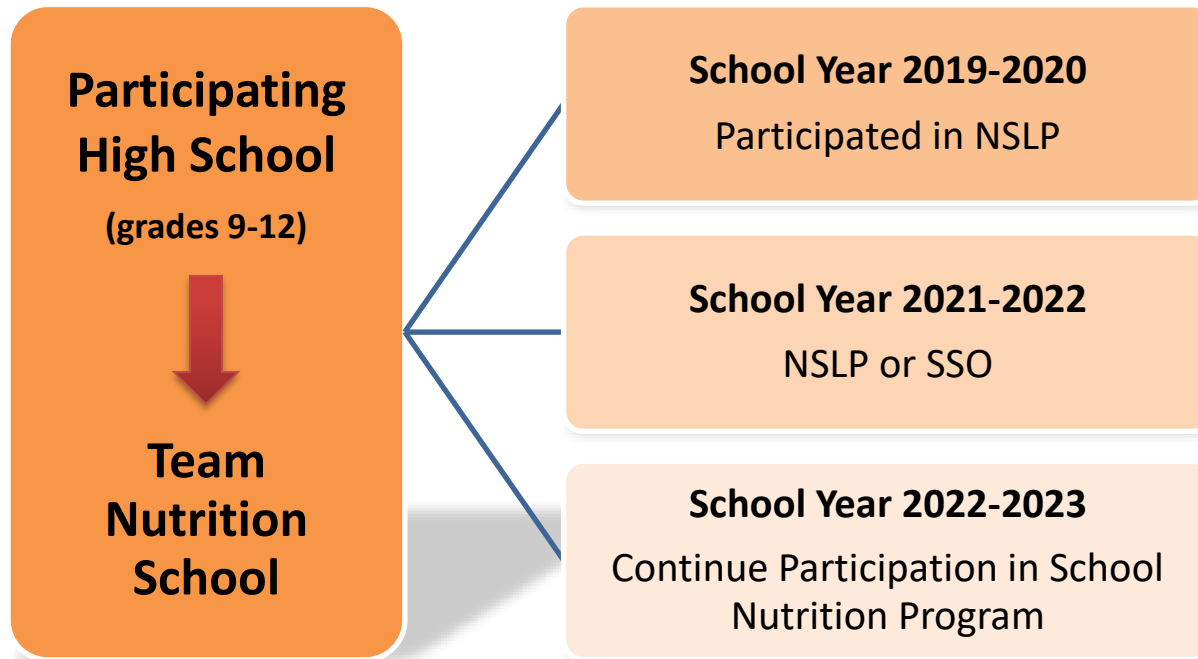 Participating
High School
(grades 9-12)
Team
Nutrition
School
School Year 2019-2020
Participated in NSLP
School Year 2021-2022
NSLP or SSO
School Year 2022-2023
Continue Participation in School
Nutrition Program